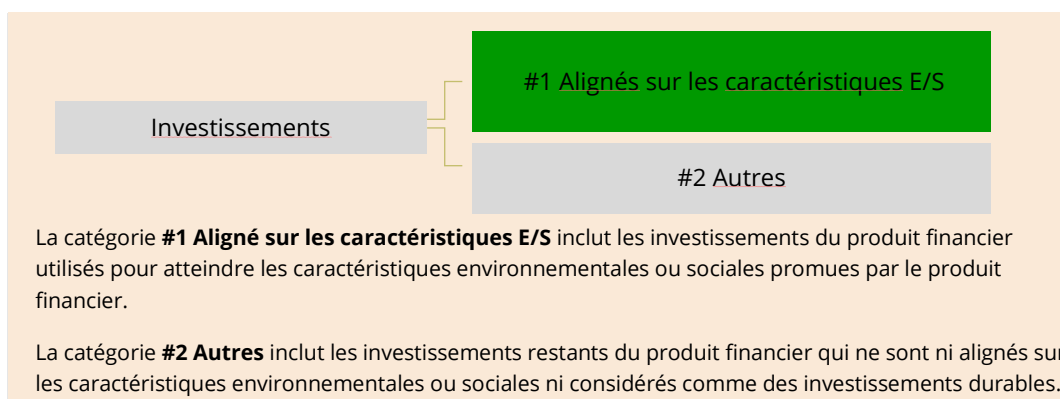 #1 Alignés sur les caractéristiques E/S
Investissements
#2 Autres
La catégorie #1 Aligné sur les caractéristiques E/S inclut les investissements du produit financier
utilisés pour atteindre les caractéristiques environnementales ou sociales promues par le produit
financier.
La catégorie #2 Autres inclut les investissements restants du produit financier qui ne sont ni alignés sur
les caractéristiques environnementales ou sociales ni considérés comme des investissements durables.